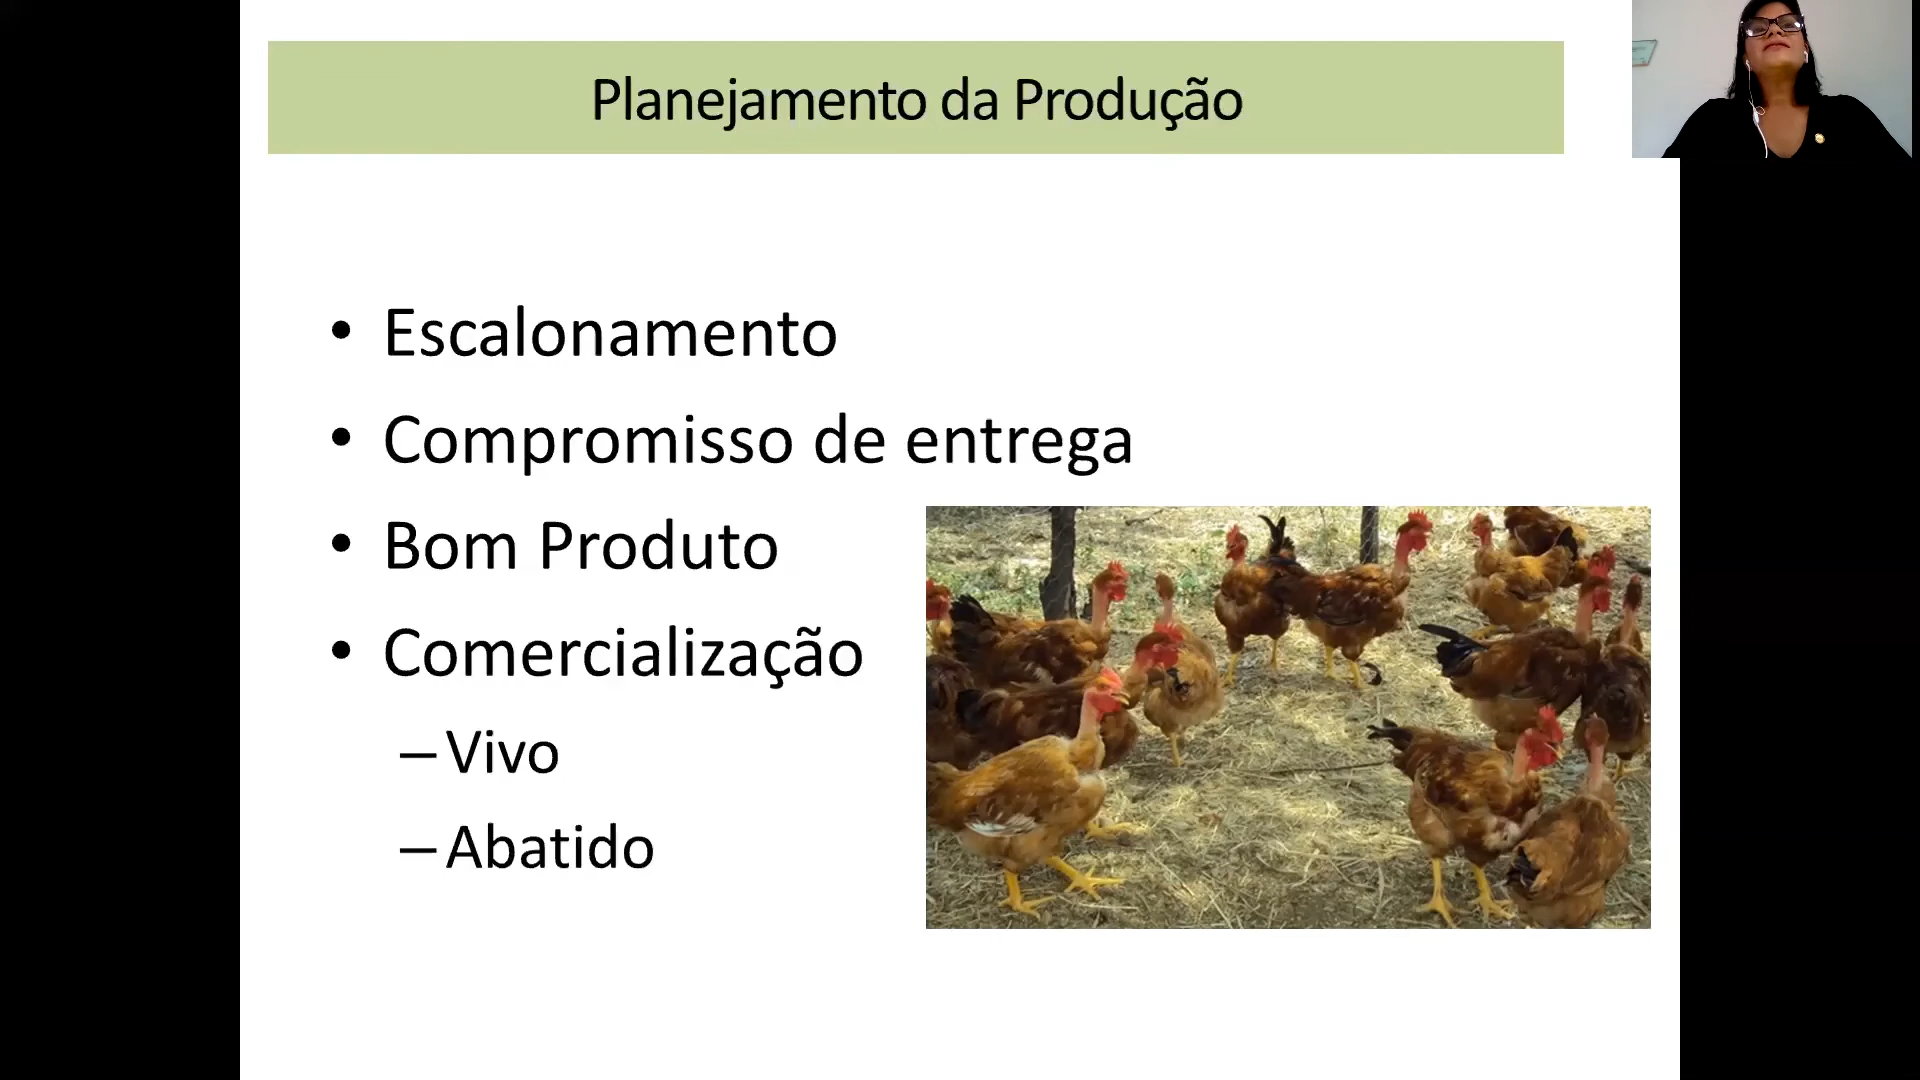 Planejamento da Produção
• Escalonamento
• Compromisso de entrega
• Bom Produto
• Comercialização
– Vivo
– Abatido